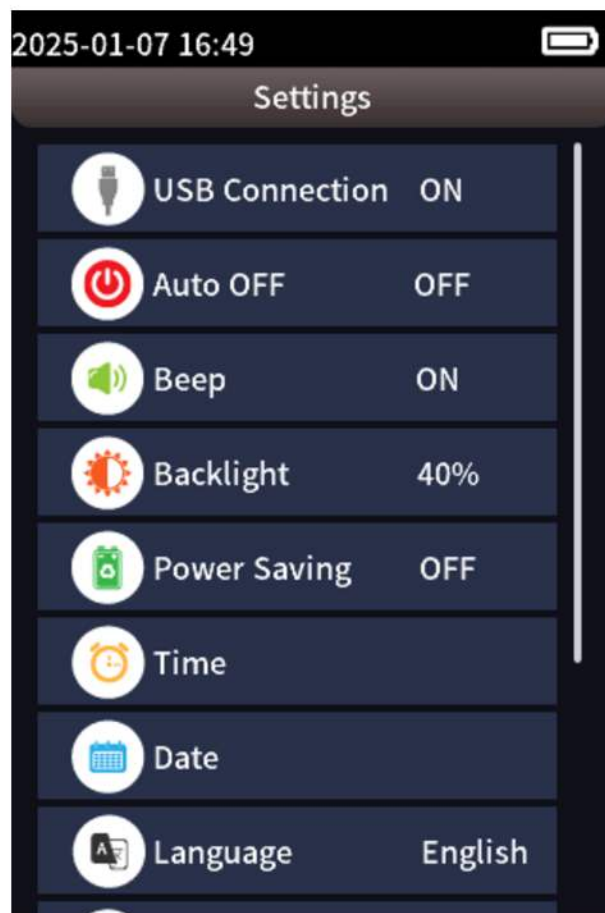 2025-01-07 16:49
Settings
USB Connection ON
Auto OFF OFF
Beep ON
Backlight 40%
Power Saving OFF
Time
Date
Language English